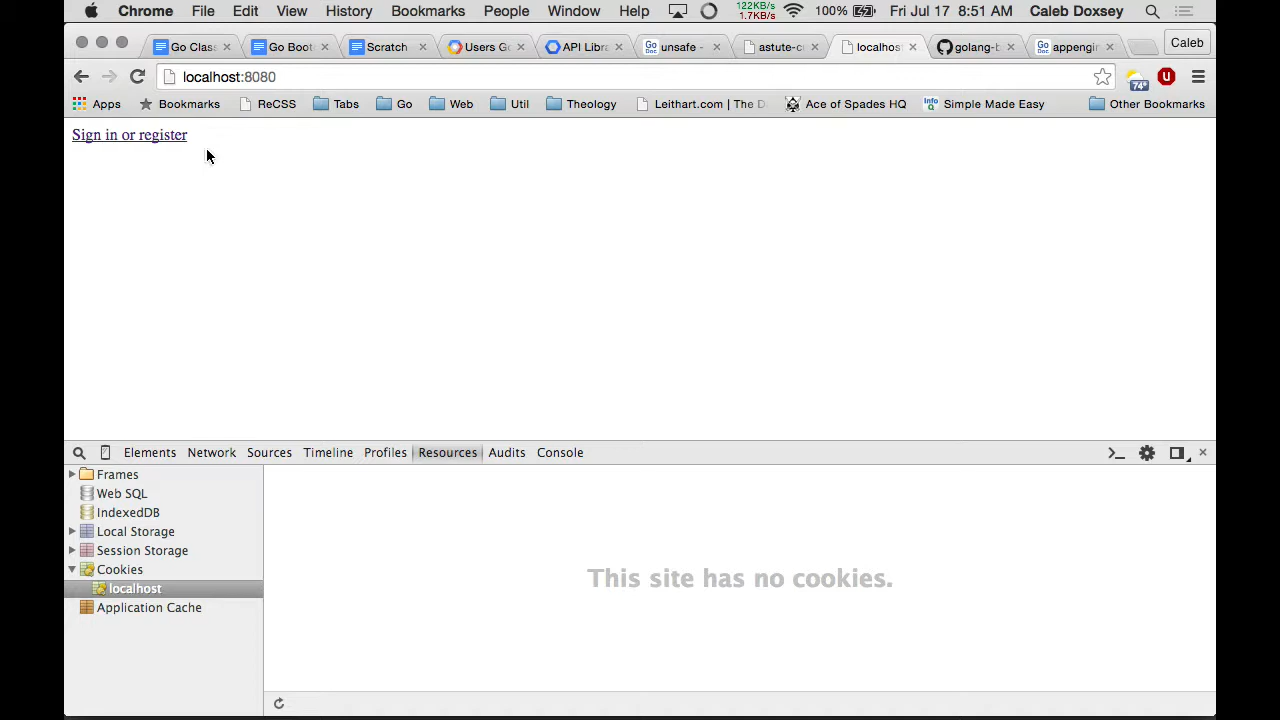 Chrome File Edit View History Bookmarks People Window Help 122KB/s 1.7KB/s 100% Fri Jul 17 8:51 AM Caleb Doxsey
Go Clas Go Boot Scratch Users G API Libra unsafe - astute-c localhos golang-b appengin Caleb
localhost:8080 74°
Apps Bookmarks ReCSS Tabs Go Web Util Theology Leithart.com | The D Ace of Spades HQ Simple Made Easy Other Bookmarks
Sign in or register
Elements Network Sources Timeline Profiles Resources Audits Console
Frames
Web SQL
IndexedDB
Local Storage
Session Storage
Cookies
localhost
Application Cache
This site has no cookies.